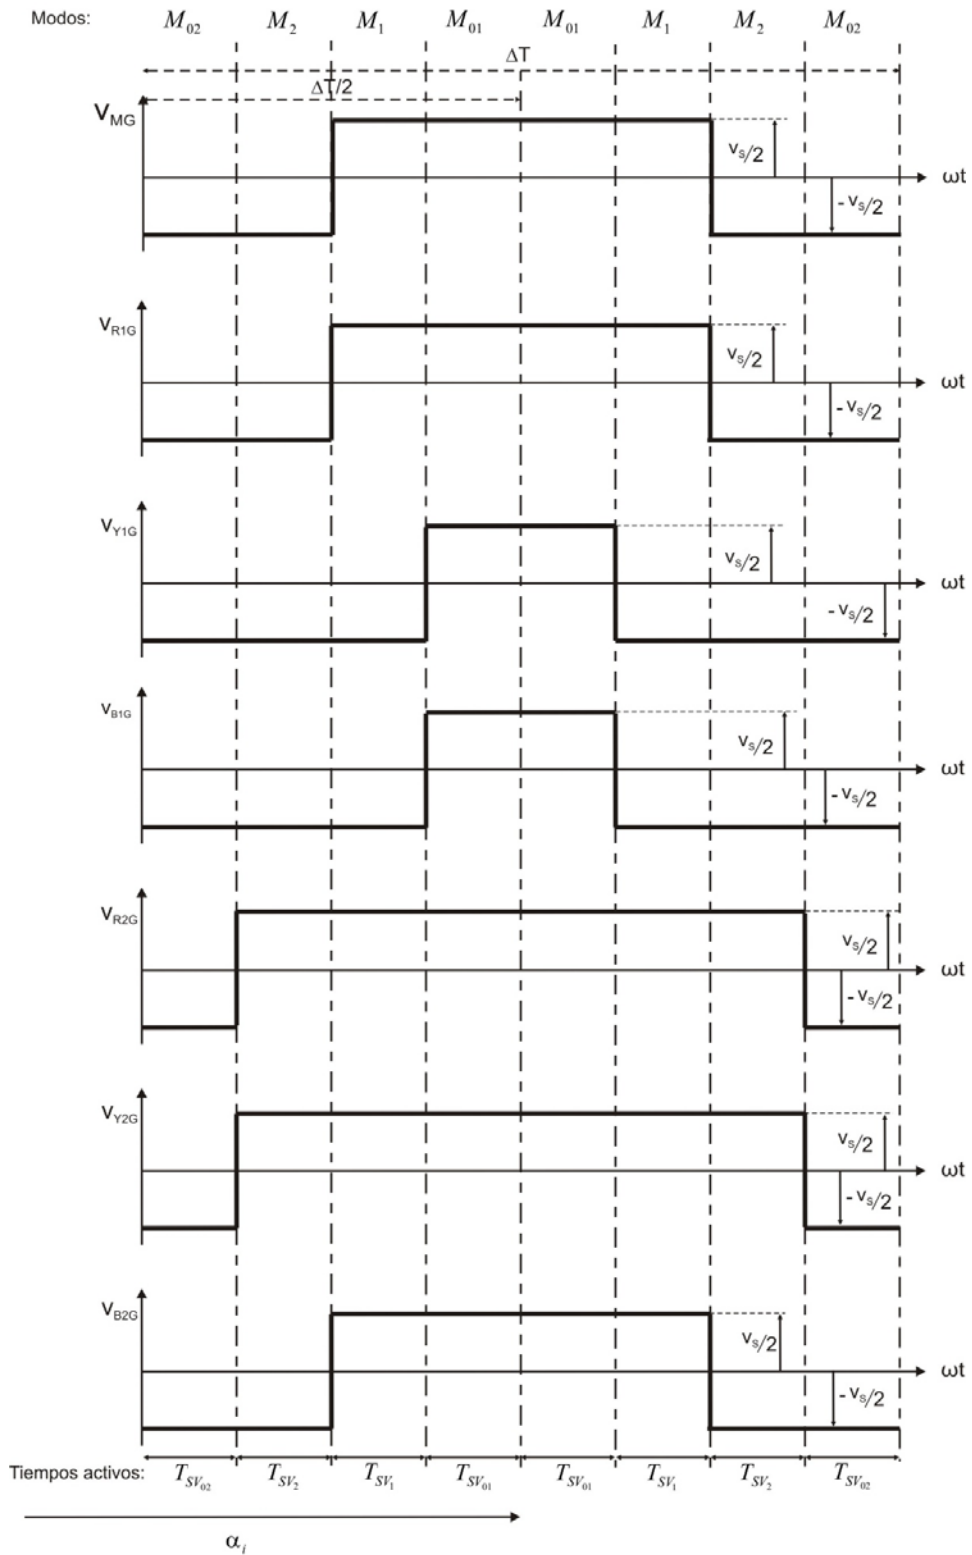 Modos: M02 M2 M1 M01 M01 M1 M2 M02
ΔT
ΔT/2
VMG
vs/2
ωt
- vs/2
VR1G
vs/2
ωt
- vs/2
VY1G
vs/2
ωt
- vs/2
VB1G
vs/2
ωt
- vs/2
VR2G
vs/2
ωt
- vs/2
VY2G
vs/2
ωt
- vs/2
VB2G
vs/2
ωt
- vs/2
Tiempos activos: TSV02 TSV2 TSV1 TSV01 TSV01 TSV1 TSV2 TSV02
αi